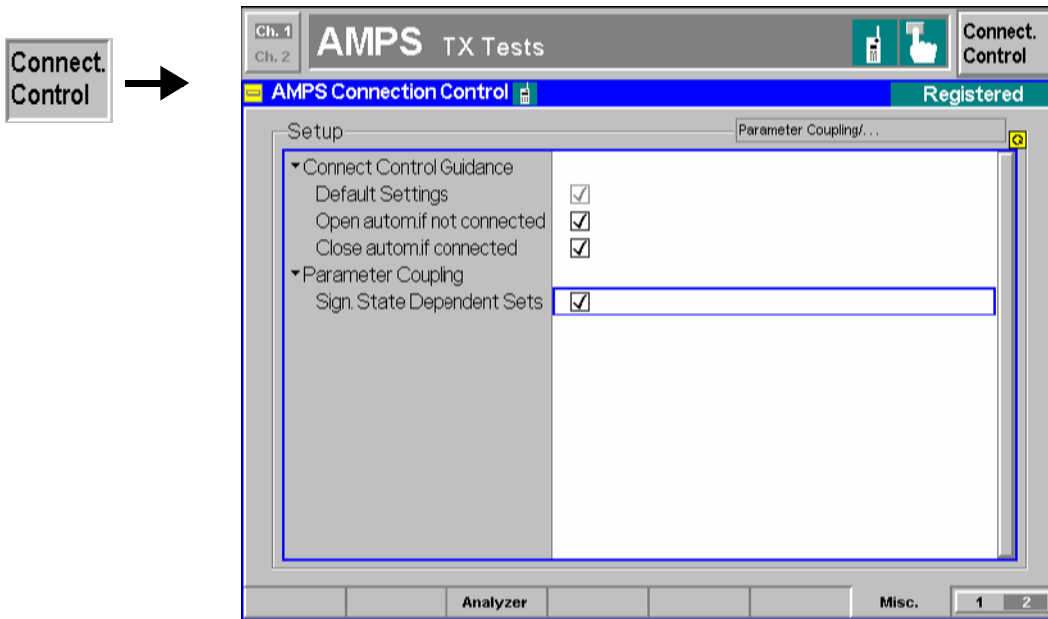 Connect.
Control
Ch. 1
Ch. 2
AMPS TX Tests
Connect.
Control
AMPS Connection Control
Registered
Setup
Parameter Coupling/...
Connect Control Guidance
Default Settings
Open autom.if not connected
Close autom.if connected
Parameter Coupling
Sign. State Dependent Sets
Analyzer
Misc.
1 2